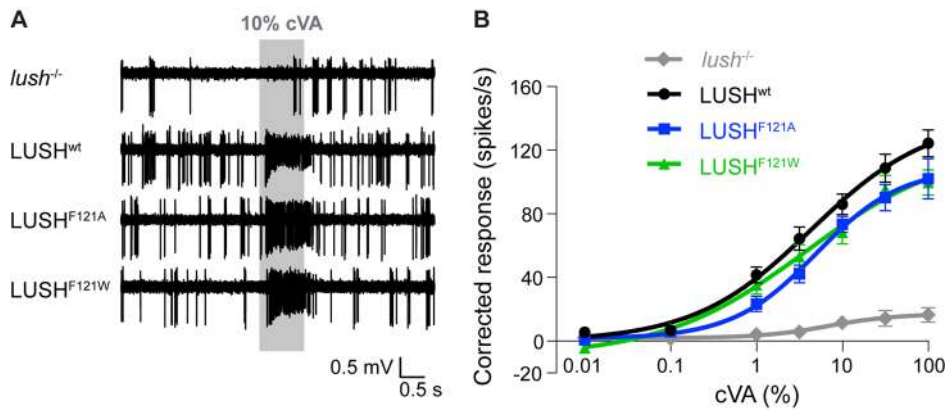 A
10% cVA
lush-/-
LUSHwt
LUSHF121A
LUSHF121W
0.5 mV
0.5 s
B
Corrected response (spikes/s)
160
120
80
40
0
-20
lush-/-
LUSHwt
LUSHF121A
LUSHF121W
0.01 0.1 1 10 100
cVA (%)